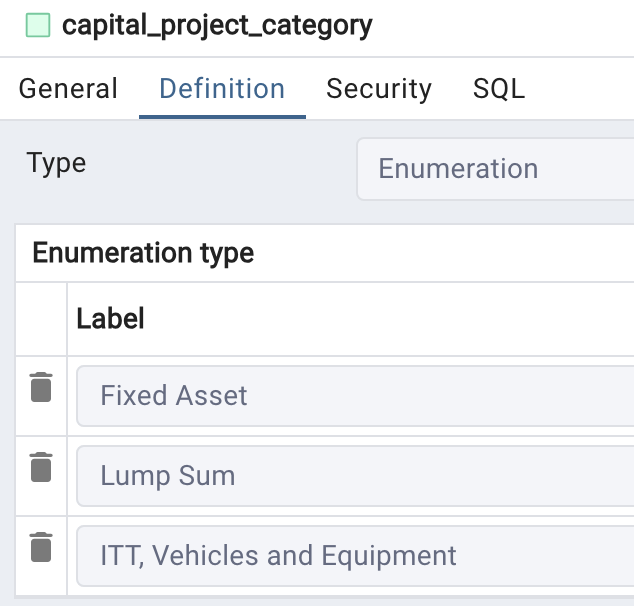 capital_project_category
General Definition Security SQL
Type Enumeration
Enumeration type
Label
Fixed Asset
Lump Sum
ITT, Vehicles and Equipment